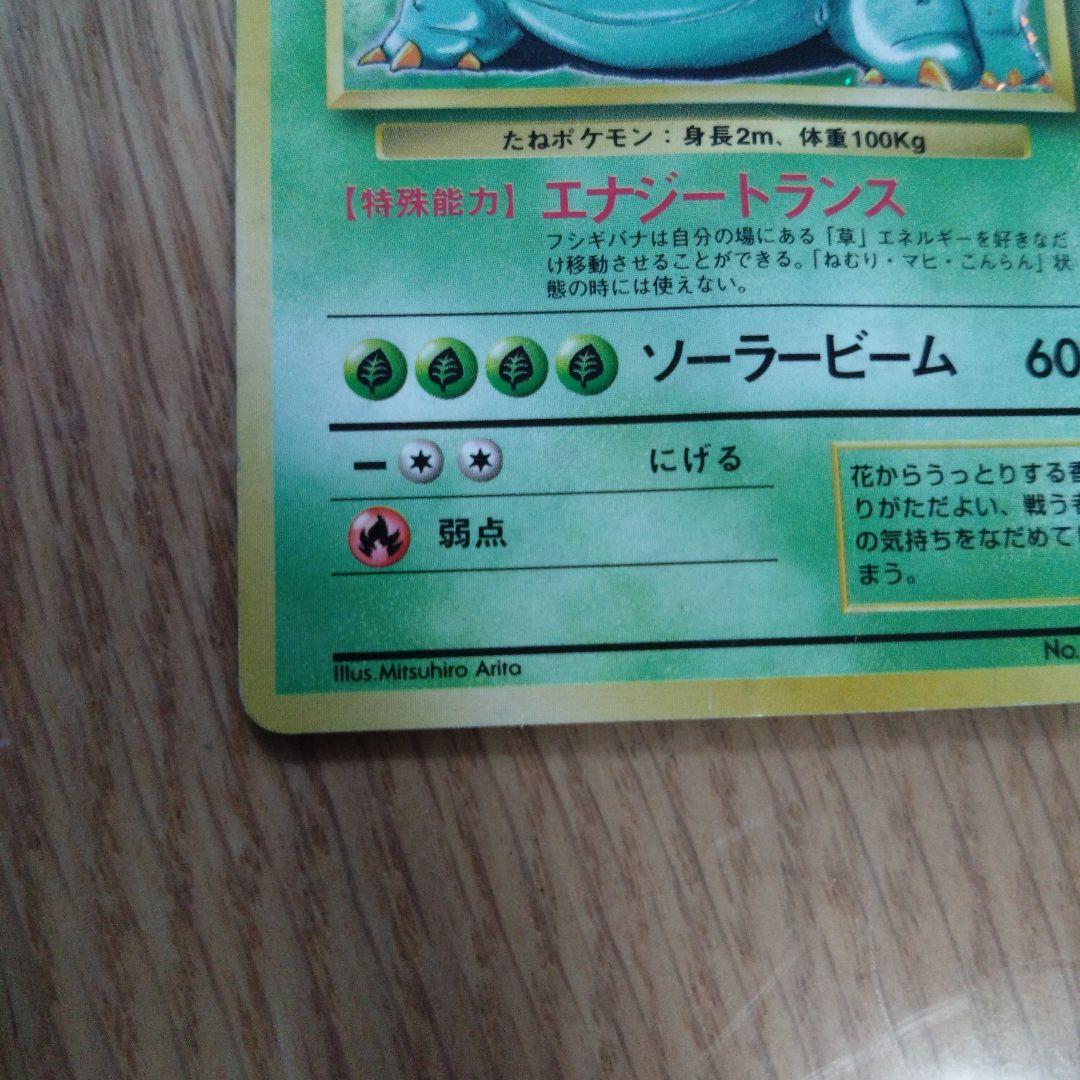 たねポケモン：身長2m、体重100Kg
【特殊能力】 エナジートランス
フシギバナは自分の場にある「草」エネルギーを好きなだ
け移動させることができる。「ねむり・マヒ・こんらん」状
態の時には使えない。
ソーラービーム 60
ー にげる
弱点
花からうっとりする香
りがただよい、戦う者
の気持ちをなだめて
まう。
No.
Illus. Mitsuhiro Arita